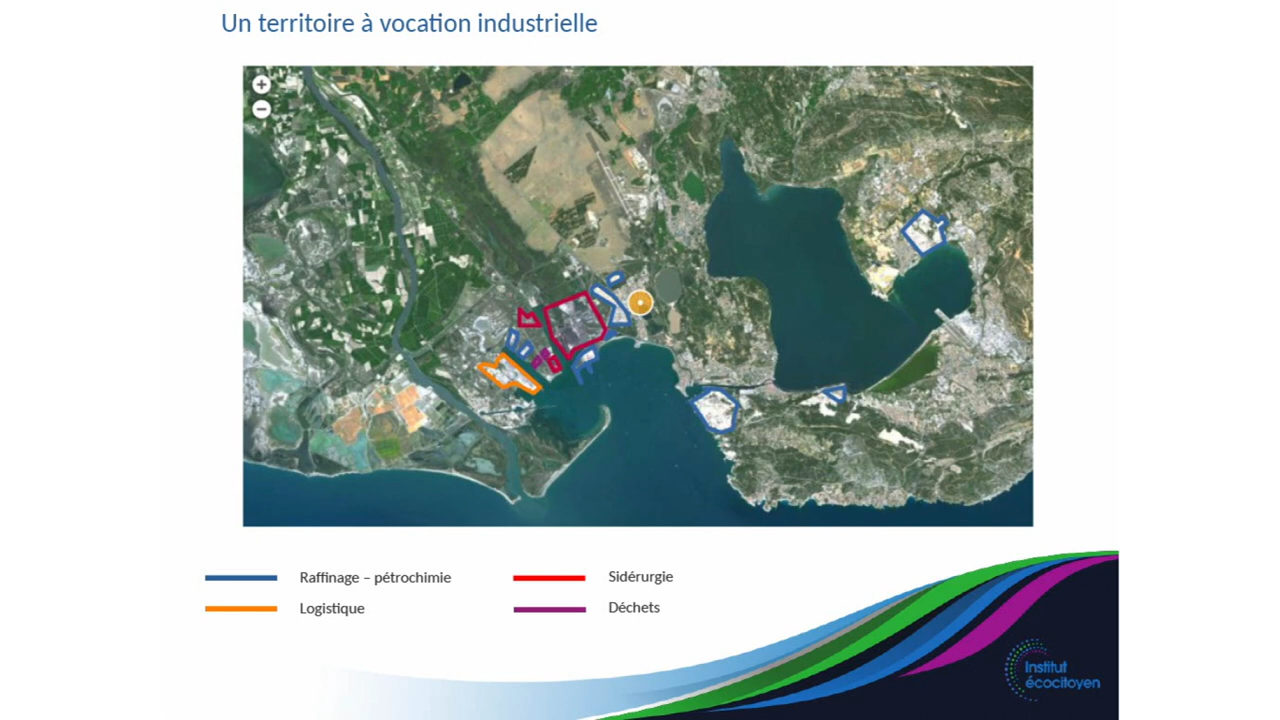 Un territoire à vocation industrielle
+
−
Raffinage – pétrochimie
Sidérurgie
Logistique
Déchets
Institut
écocitoyen